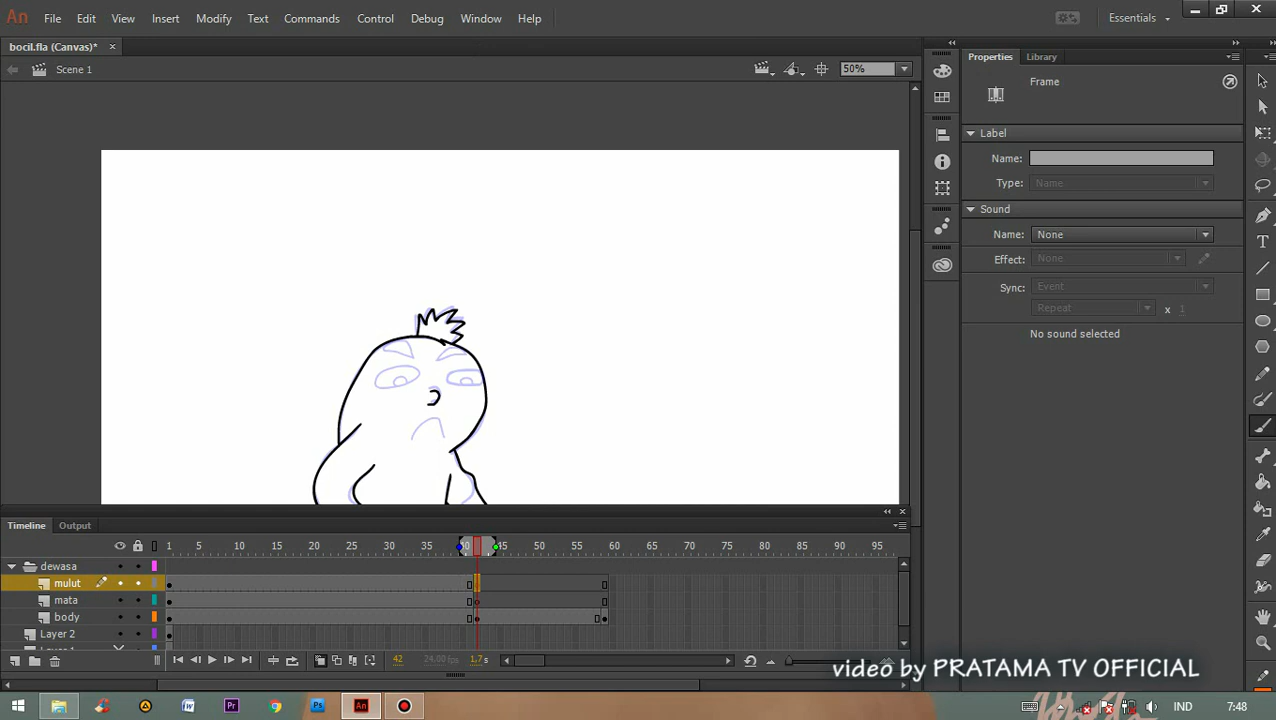 An File Edit View Insert Modify Text Commands Control Debug Window Help Essentials
bocil.fla (Canvas)* ×
Scene 1 50%
Properties Library
Frame
Label
Name:
Type: Name
Sound
Name: None
Effect: None
Sync: Event
Repeat x 1
No sound selected
Timeline Output
1 5 10 15 20 25 30 35 45 50 55 60 65 70 75 80 85 90 95
dewasa
mulut
mata
body
Layer 2
42 24,00 fps 1,7 s
video by PRATAMA TV OFFICIAL
W Pr Ps An IND 7:48